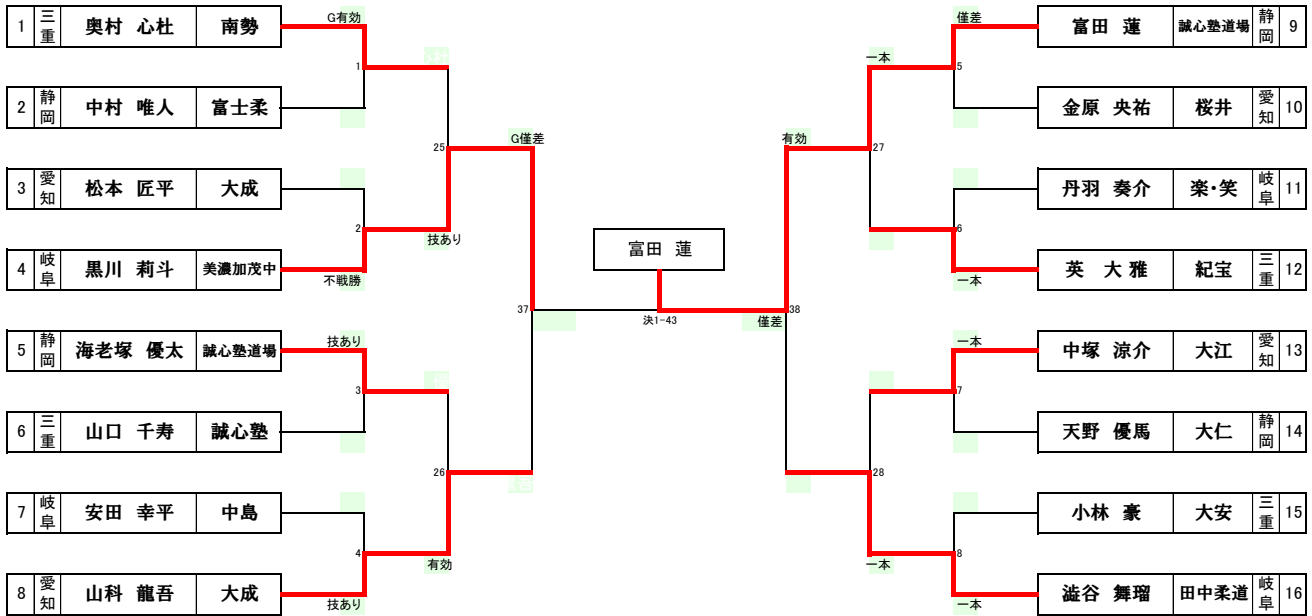 1 三重 奥村 心杜 南勢
G有効
1
2 静岡 中村 唯人 富士柔
25
G僅差
3 愛知 松本 匠平 大成
2
技あり
4 岐阜 黒川 莉斗 美濃加茂中
不戦勝
37
5 静岡 海老塚 優太 誠心塾道場
技あり
3
6 三重 山口 千寿 誠心塾
26
7 岐阜 安田 幸平 中島
4
有効
8 愛知 山科 龍吾 大成
技あり
富田 蓮
決1-43
僅差
38
僅差
富田 蓮 誠心塾道場 静岡 9
一本
5
金原 央祐 桜井 愛知 10
有効
27
丹羽 奏介 楽・笑 岐阜 11
6
英 大雅 紀宝 三重 12
一本
一本
中塚 涼介 大江 愛知 13
7
天野 優馬 大仁 静岡 14
28
小林 豪 大安 三重 15
8
一本
澁谷 舞瑠 田中柔道 岐阜 16
一本